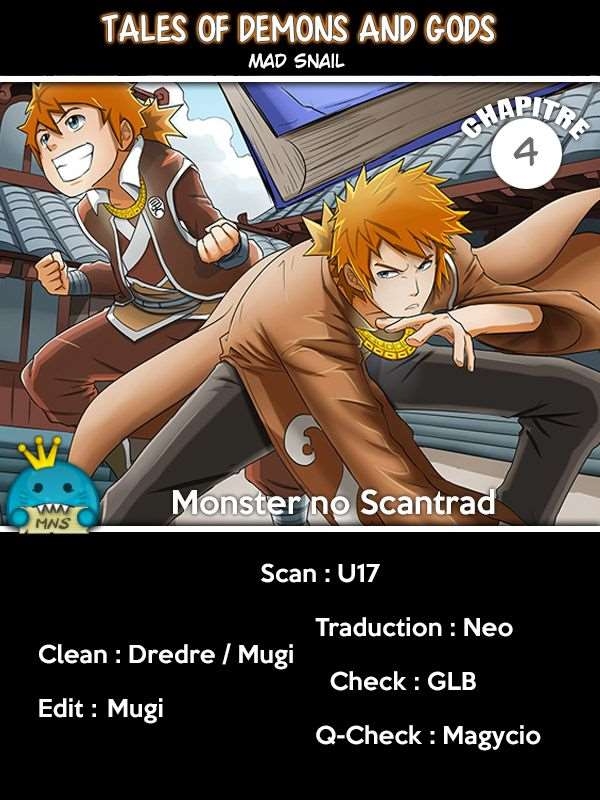 TALES OF DEMONS AND GODS
MAD SNAIL
CHAPITRE
4
MNS
Monster no Scantrad
Scan : U17
Traduction : Neo
Clean : Dredre / Mugi
Check : GLB
Edit : Mugi
Q-Check : Magycio